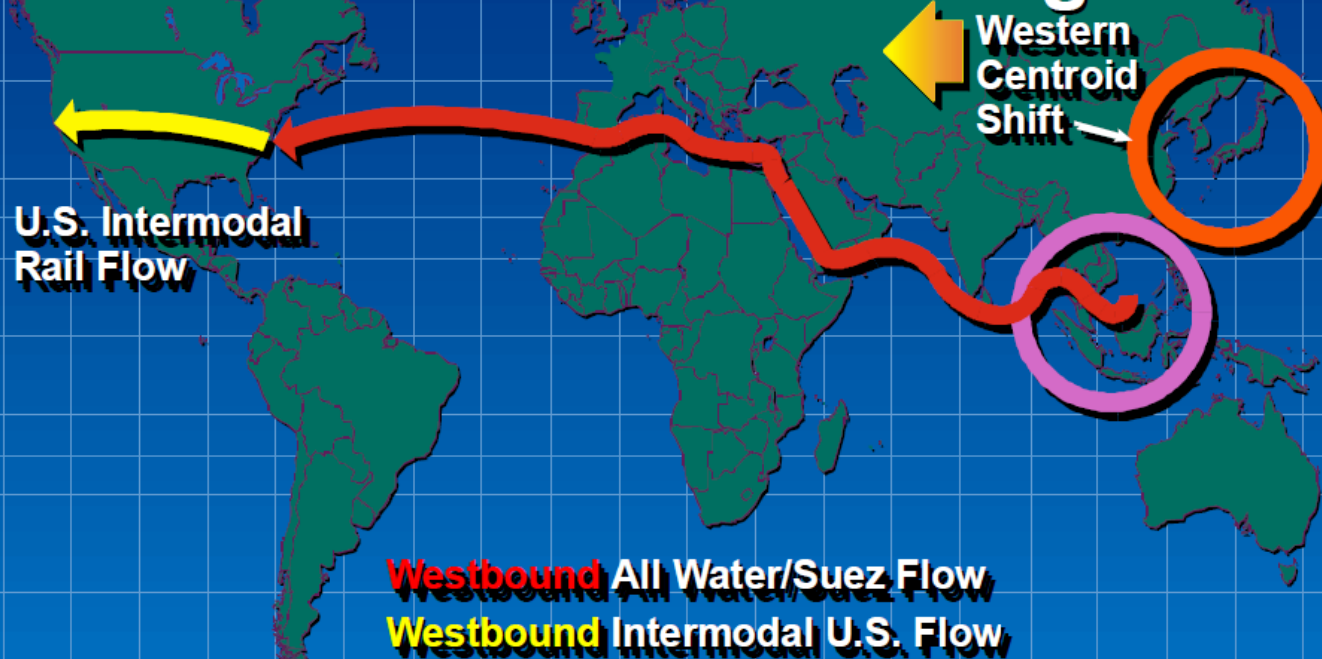 Western
Centroid
Shift
U.S. Intermodal
Rail Flow
Westbound All Water/Suez Flow
Westbound Intermodal U.S. Flow